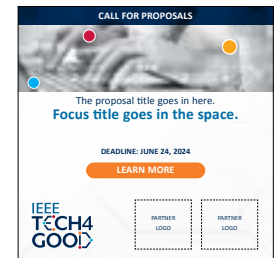 CALL FOR PROPOSALS
The proposal title goes in here.
Focus title goes in the space.
DEADLINE: JUNE 24, 2024
LEARN MORE
IEEE
TECH4
GOOD
PARTNER
LOGO
PARTNER
LOGO